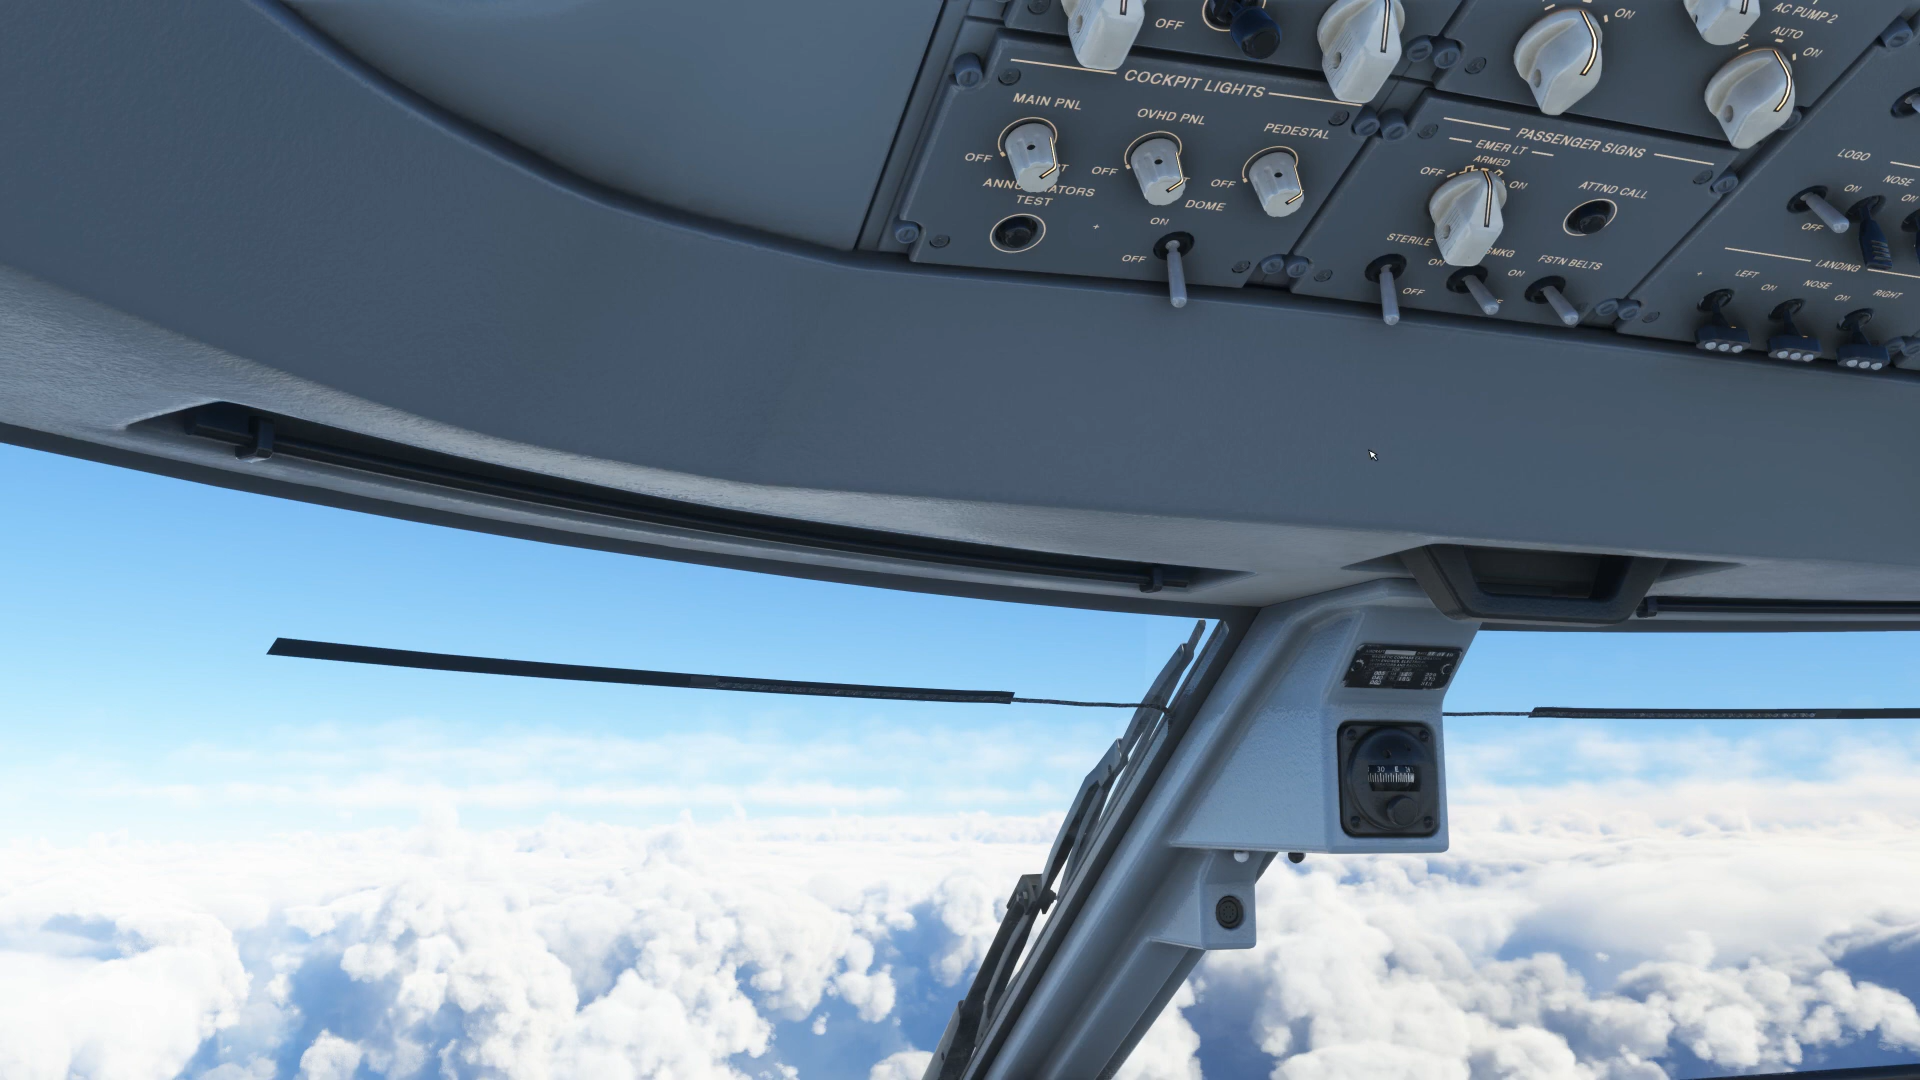 OFF
ON
AC PUMP 2
AUTO
ON
COCKPIT LIGHTS
MAIN PNL
OVHD PNL
PEDESTAL
OFF
OFF
OFF
TEST
DOME
ON
OFF
PASSENGER SIGNS
EMER LT
ARMED
OFF
ON
ATTND CALL
STERILE
ON
OFF
ON
FSTN BELTS
LOGO
ON
NOSE
ON
OFF
LANDING
LEFT
ON
NOSE
ON
RIGHT
30 E